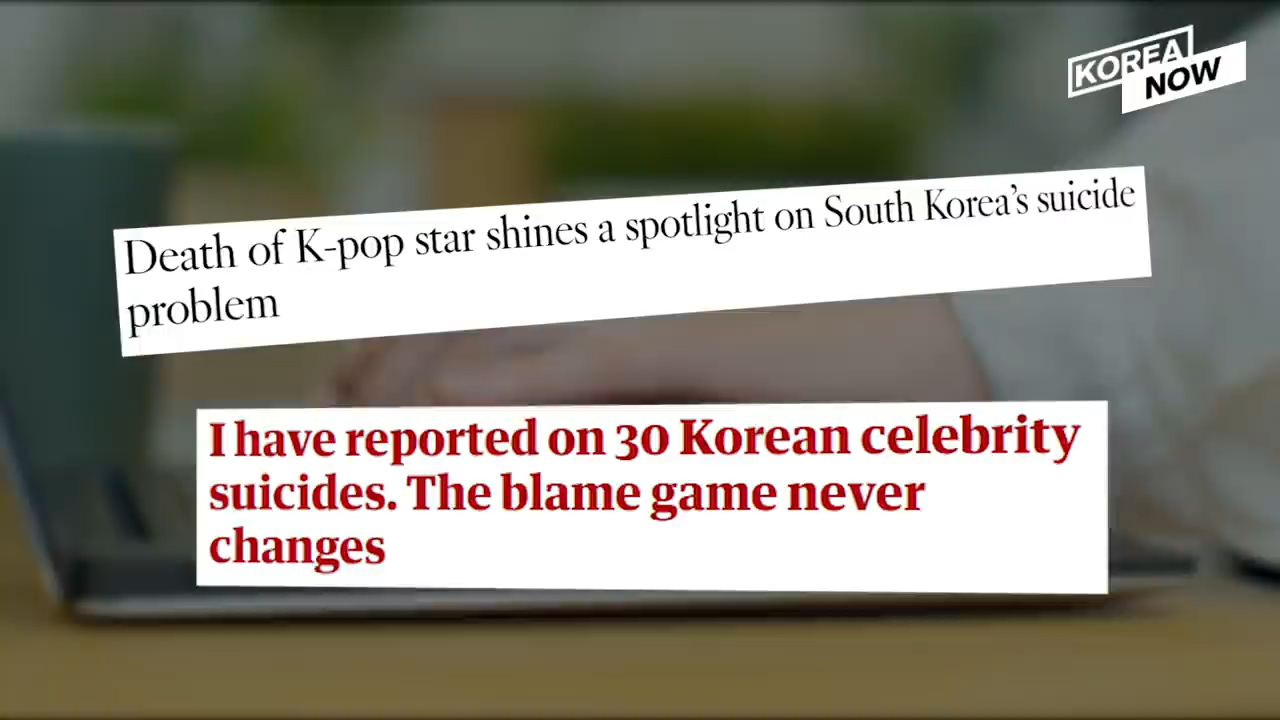 KOREA
NOW
Death of K-pop star shines a spotlight on South Korea's suicide
problem
I have reported on 30 Korean celebrity
suicides. The blame game never
changes